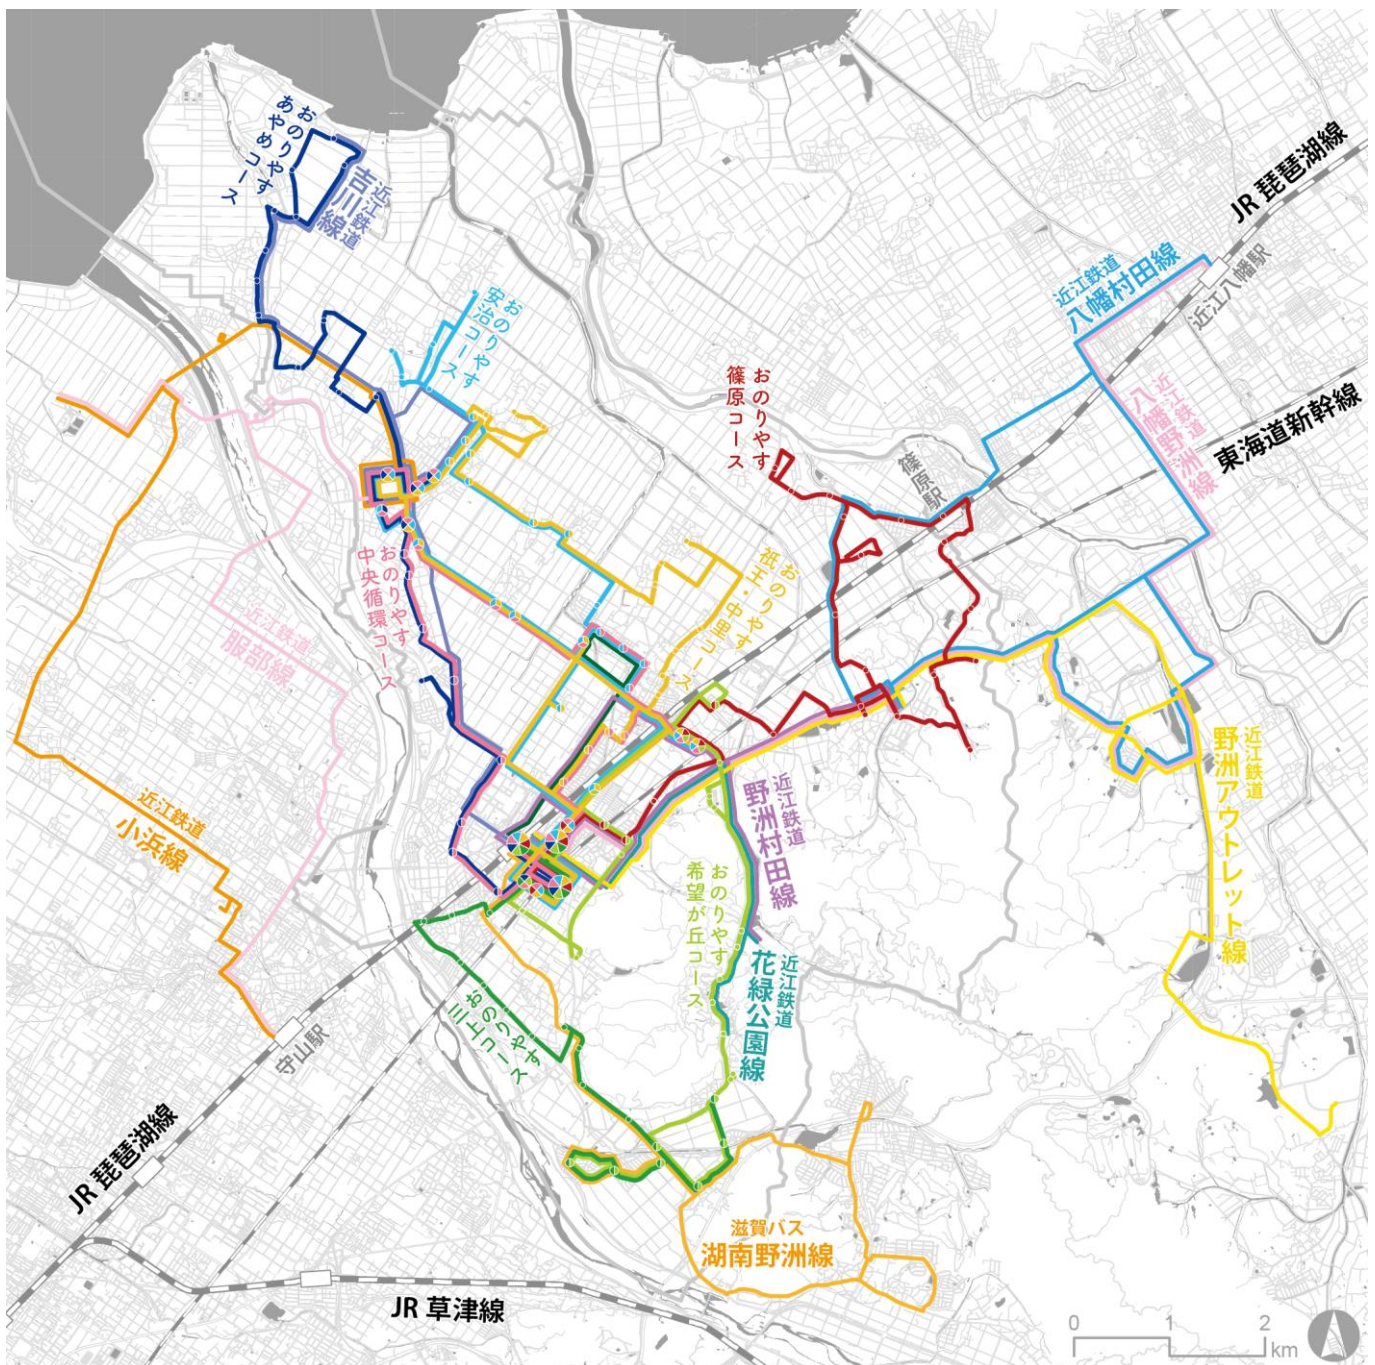 おのりやす
あやめコース
近江鉄道
吉川線
JR 琵琶湖線
近江八幡駅
近江鉄道
八幡村田線
おのりやす
安治コース
近江鉄道
八幡野洲線
東海道新幹線
おのりやす
篠原コース
篠原駅
おのりやす
中央循環コース
おのりやす
祇王・中里コース
近江鉄道
服部線
近江鉄道
小浜線
近江鉄道
野洲村田線
近江鉄道
野洲アウトレット線
おのりやす
希望が丘コース
近江鉄道
花緑公園線
おのりやす
三上コース
守山駅
JR 琵琶湖線
滋賀バス
湖南野洲線
JR 草津線
0 1 2
km